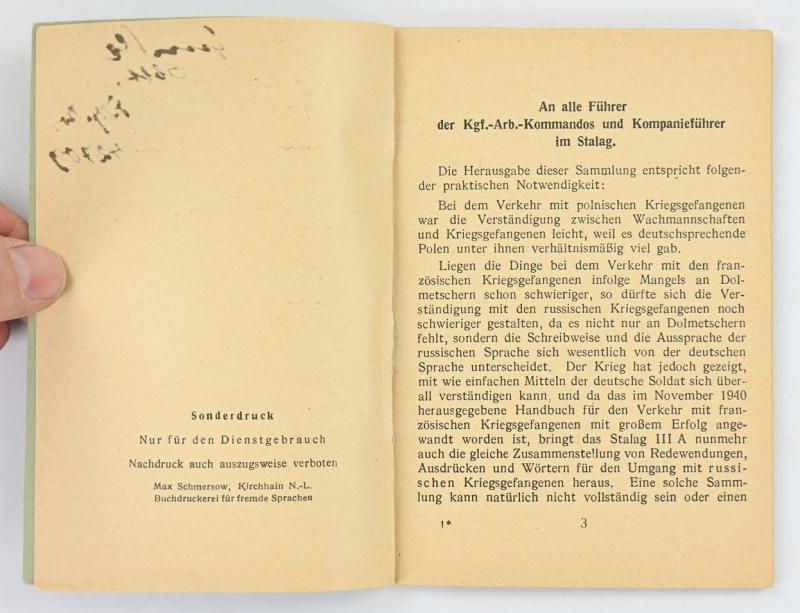 Sonderdruck
Nur für den Dienstgebrauch
Nachdruck auch auszugsweise verboten
Max Schmersow, Kirchhain N.-L.
Buchdruckerei für fremde Sprachen
An alle Führer
der Kgf.-Arb.-Kommandos und Kompanieführer
im Stalag.
Die Herausgabe dieser Sammlung entspricht folgen-
der praktischen Notwendigkeit:
Bei dem Verkehr mit polnischen Kriegsgefangenen
war die Verständigung zwischen Wachmannschaften
und Kriegsgefangenen leicht, weil es deutschsprechende
Polen unter ihnen verhältnismäßig viel gab.
Liegen die Dinge bei dem Verkehr mit den fran-
zösischen Kriegsgefangenen infolge Mangels an Dol-
metschern schon schwieriger, so dürfte sich die Ver-
ständigung mit den russischen Kriegsgefangenen noch
schwieriger gestalten, da es nicht nur an Dolmetschern
fehlt, sondern die Schreibweise und die Aussprache der
russischen Sprache sich wesentlich von der deutschen
Sprache unterscheidet. Der Krieg hat jedoch gezeigt,
mit wie einfachen Mitteln der deutsche Soldat sich über-
all verständigen kann, und da das im November 1940
herausgegebene Handbuch für den Verkehr mit fran-
zösischen Kriegsgefangenen mit großem Erfolg ange-
wandt worden ist, bringt das Stalag III A nunmehr
auch die gleiche Zusammenstellung von Redewendungen,
Ausdrücken und Wörtern für den Umgang mit russi-
schen Kriegsgefangenen heraus. Eine solche Samm-
lung kann natürlich nicht vollständig sein oder einen
1*
3